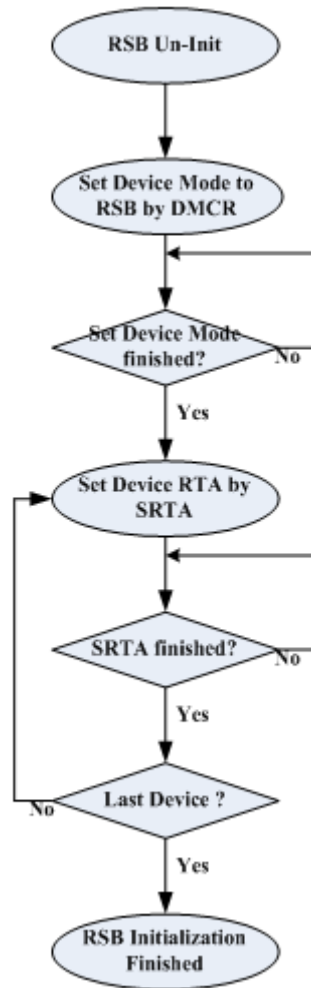 RSB Un-Init
Set Device Mode to
RSB by DMCR
Set Device Mode
finished?
No
Yes
Set Device RTA by
SRTA
SRTA finished?
No
Yes
Last Device ?
No
Yes
RSB Initialization
Finished